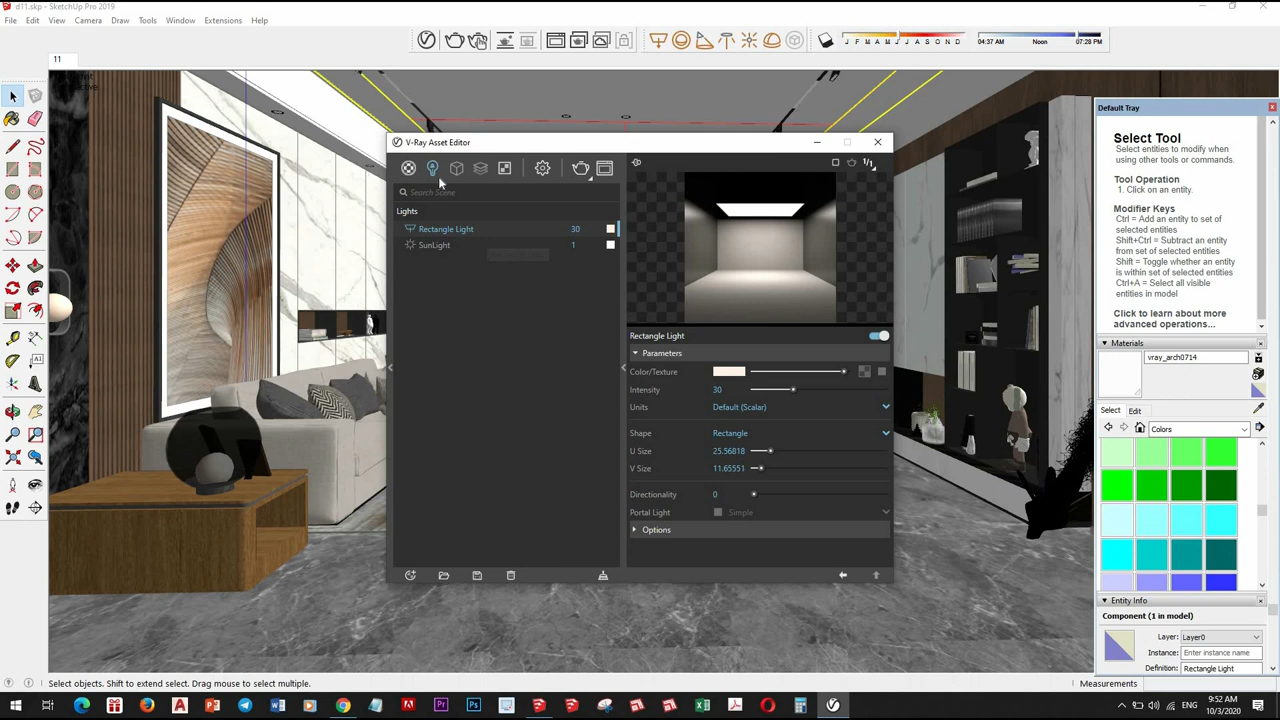 d11.skp - SketchUp Pro 2019
File Edit View Camera Draw Tools Window Extensions Help
J F M A M J J A S O N D
04:37 AM Noon 07:28 PM
11
Default Tray
Select Tool
Select entities to modify when
using other tools or commands.
Tool Operation
1. Click on an entity.
Modifier Keys
Ctrl = Add an entity to set of
selected entities
Shift+Ctrl = Subtract an entity
from set of selected entities
Shift = Toggle whether an entity
is within set of selected entities
Ctrl+A = Select all visible
entities in model
Click to learn about more
advanced operations...
Materials
vray_arch0714
Select Edit
Colors
Entity Info
Component (1 in model)
Layer: Layer0
Instance: Enter instance name
Definition: Rectangle Light
V-Ray Asset Editor
Search Scene
Lights
Rectangle Light 30
SunLight 1
1/1
Rectangle Light
Parameters
Color/Texture
Intensity 30
Units Default (Scalar)
Shape Rectangle
U Size 25.56818
V Size 11.65551
Directionality 0
Portal Light Simple
Options
Select objects. Shift to extend select. Drag mouse to select multiple.
Measurements
9:52 AM
10/3/2020